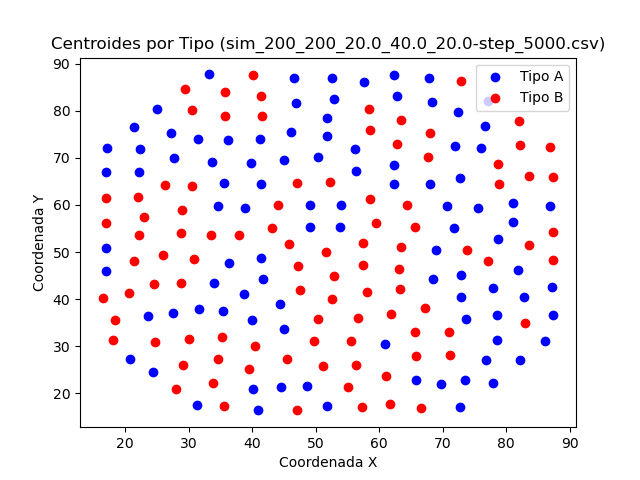 Centroides por Tipo (sim_200_200_20.0_40.0_20.0-step_5000.csv)
Tipo A
Tipo B
90
80
70
60
50
40
30
20
Coordenada Y
20 30 40 50 60 70 80 90
Coordenada X